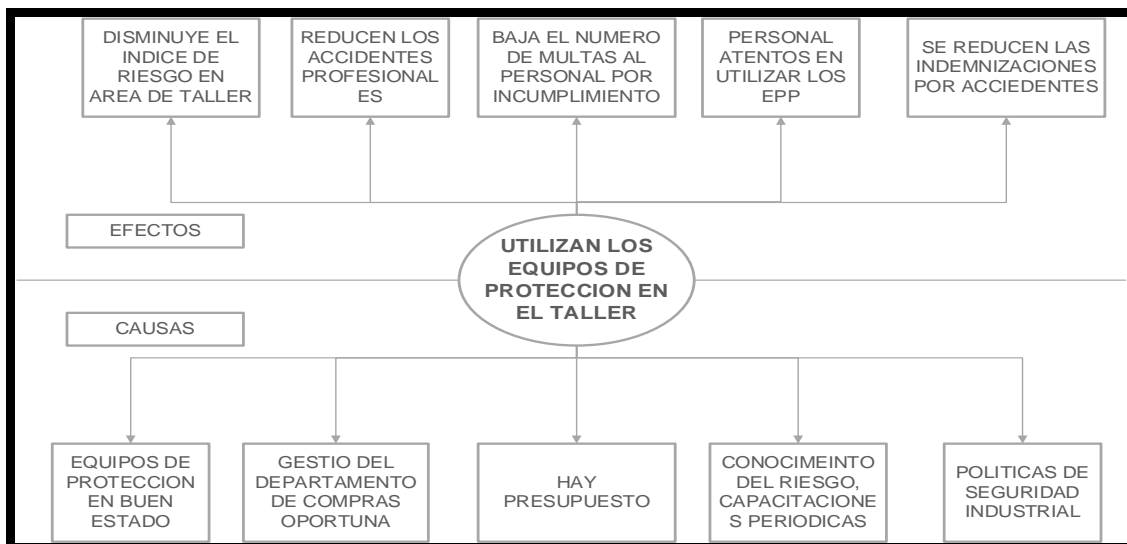 DISMINUYE EL
INDICE DE
RIESGO EN
AREA DE TALLER
REDUCEN LOS
ACCIDENTES
PROFESIONAL
ES
BAJA EL NUMERO
DE MULTAS AL
PERSONAL POR
INCUMPLIMIENTO
PERSONAL
ATENTOS EN
UTILIZAR LOS
EPP
SE REDUCEN LAS
INDEMNIZACIONES
POR ACCIEDENTES
EFECTOS
UTILIZAN LOS
EQUIPOS DE
PROTECCION EN
EL TALLER
CAUSAS
EQUIPOS DE
PROTECCION
EN BUEN
ESTADO
GESTIO DEL
DEPARTAMENTO
DE COMPRAS
OPORTUNA
HAY
PRESUPUESTO
CONOCIMEINTO
DEL RIESGO,
CAPACITACIONE
S PERIODICAS
POLITICAS DE
SEGURIDAD
INDUSTRIAL